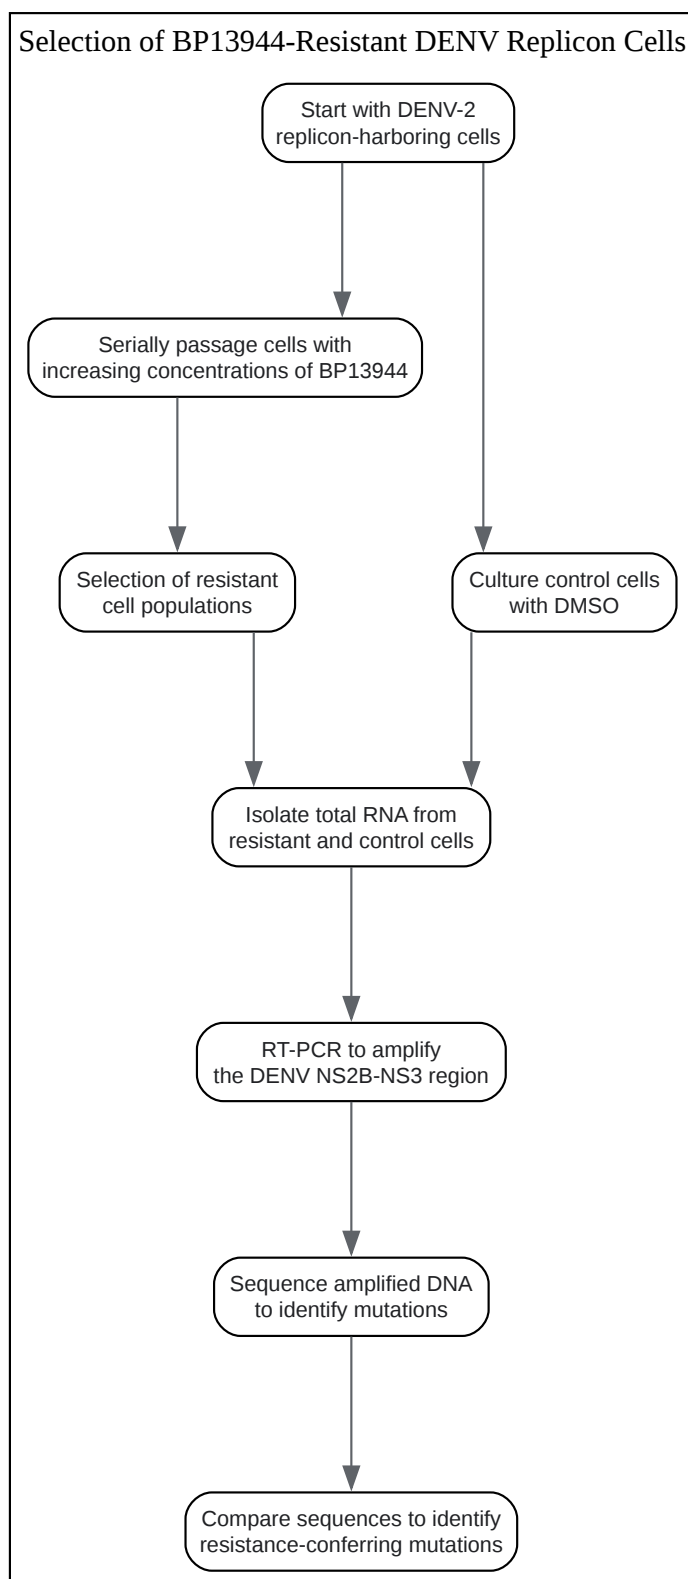 Selection of BP13944-Resistant DENV Replicon Cells
Start with DENV-2
replicon-harboring cells
Serially passage cells with
increasing concentrations of BP13944
Selection of resistant
cell populations
Culture control cells
with DMSO
Isolate total RNA from
resistant and control cells
RT-PCR to amplify
the DENV NS2B-NS3 region
Sequence amplified DNA
to identify mutations
Compare sequences to identify
resistance-conferring mutations